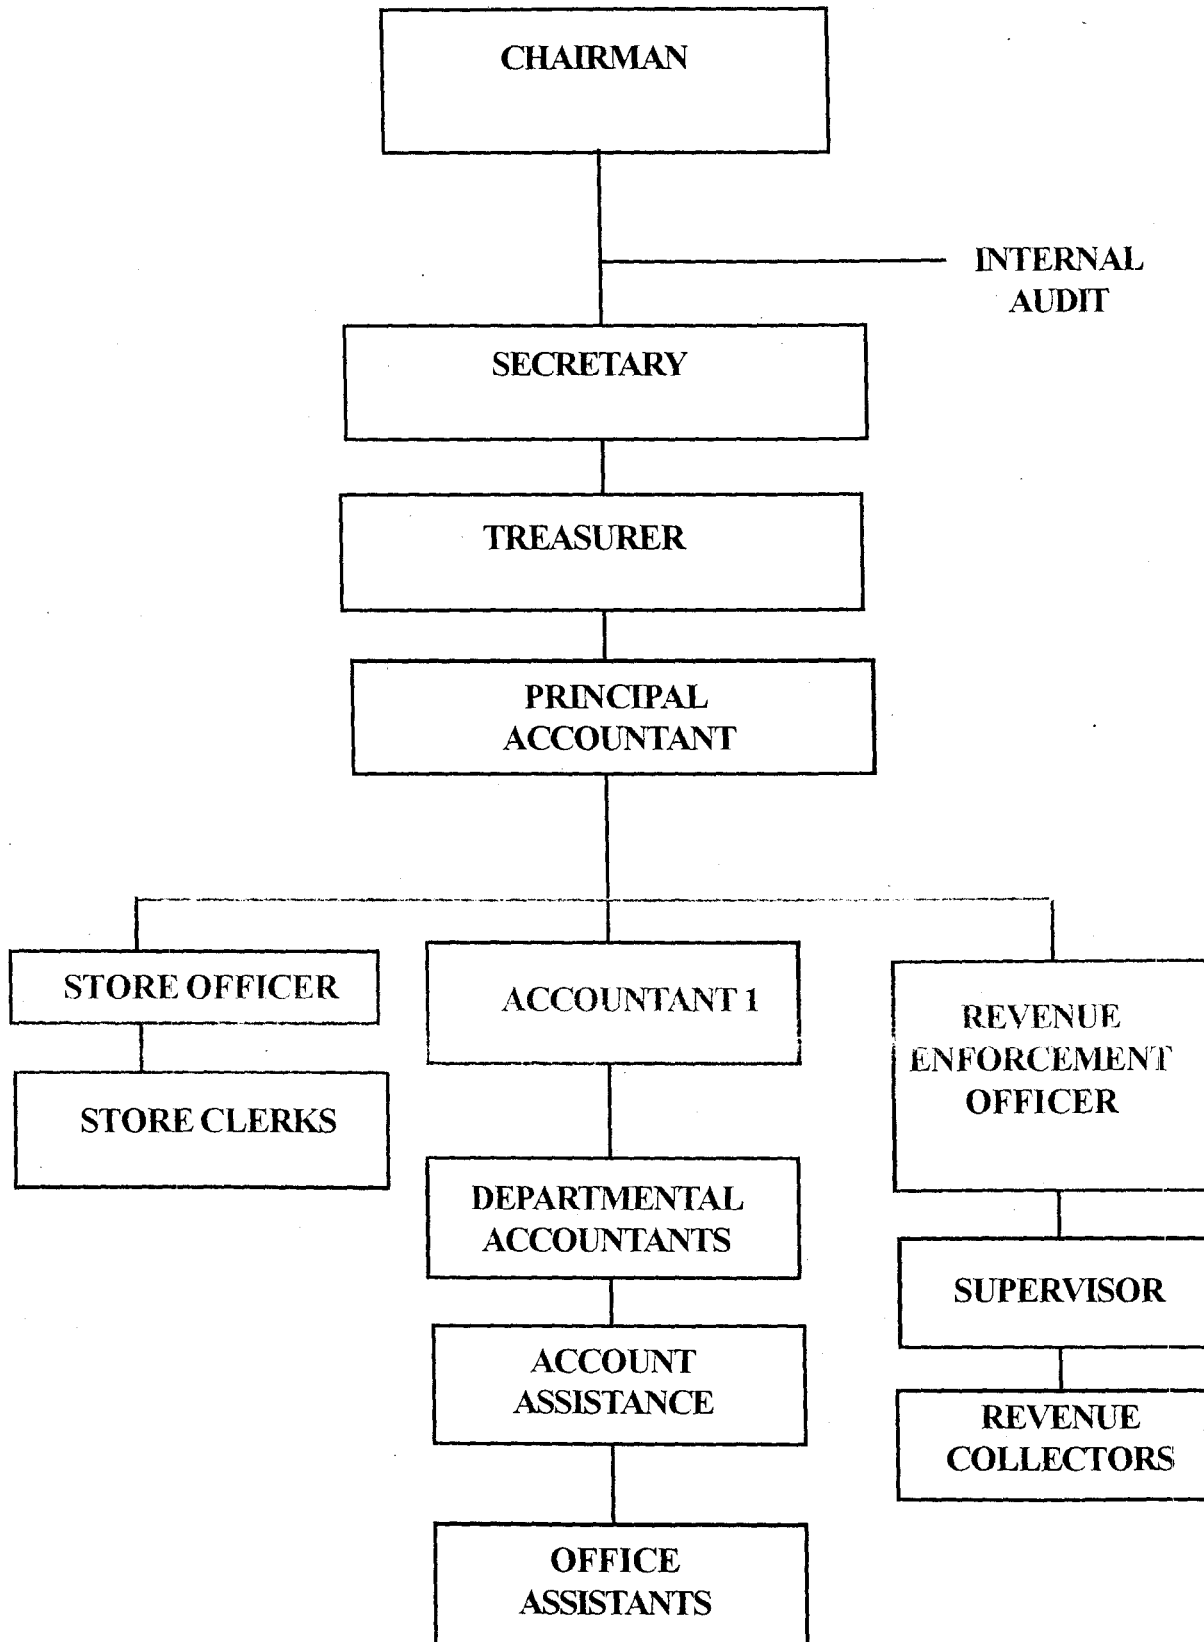 CHAIRMAN
INTERNAL
AUDIT
SECRETARY
TREASURER
PRINCIPAL
ACCOUNTANT
STORE OFFICER
STORE CLERKS
ACCOUNTANT 1
DEPARTMENTAL
ACCOUNTANTS
ACCOUNT
ASSISTANCE
OFFICE
ASSISTANTS
REVENUE
ENFORCEMENT
OFFICER
SUPERVISOR
REVENUE
COLLECTORS